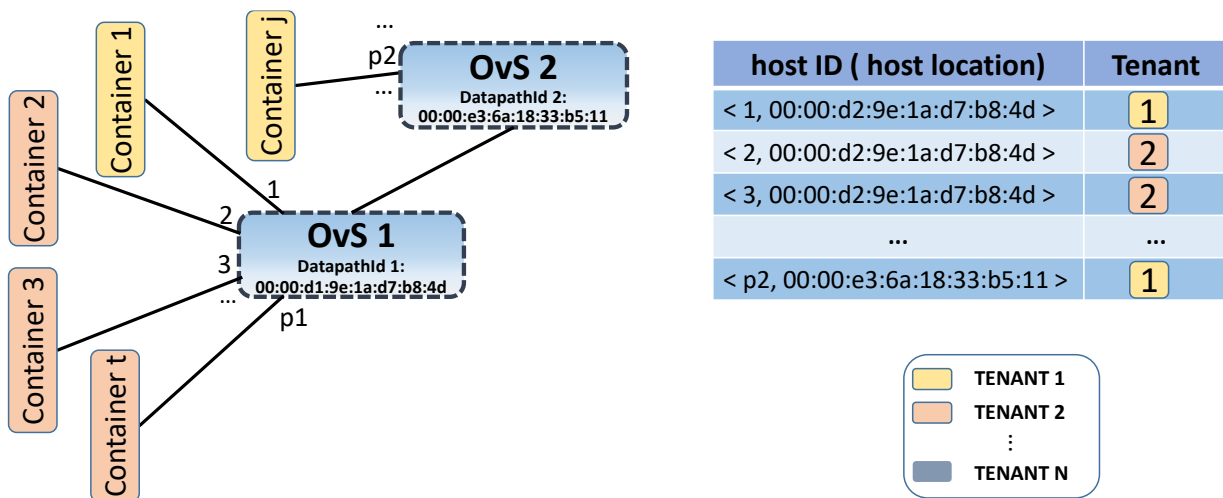 Container 1
Container j
...
p2
...
OvS 2
DatapathId 2:
00:00:e3:6a:18:33:b5:11
Container 2
1
2
OvS 1
DatapathId 1:
00:00:d1:9e:1a:d7:b8:4d
3
...
p1
Container 3
Container t
host ID ( host location) Tenant
< 1, 00:00:d2:9e:1a:d7:b8:4d > 1
< 2, 00:00:d2:9e:1a:d7:b8:4d > 2
< 3, 00:00:d2:9e:1a:d7:b8:4d > 2
... ...
< p2, 00:00:e3:6a:18:33:b5:11 > 1
TENANT 1
TENANT 2
⋮
TENANT N